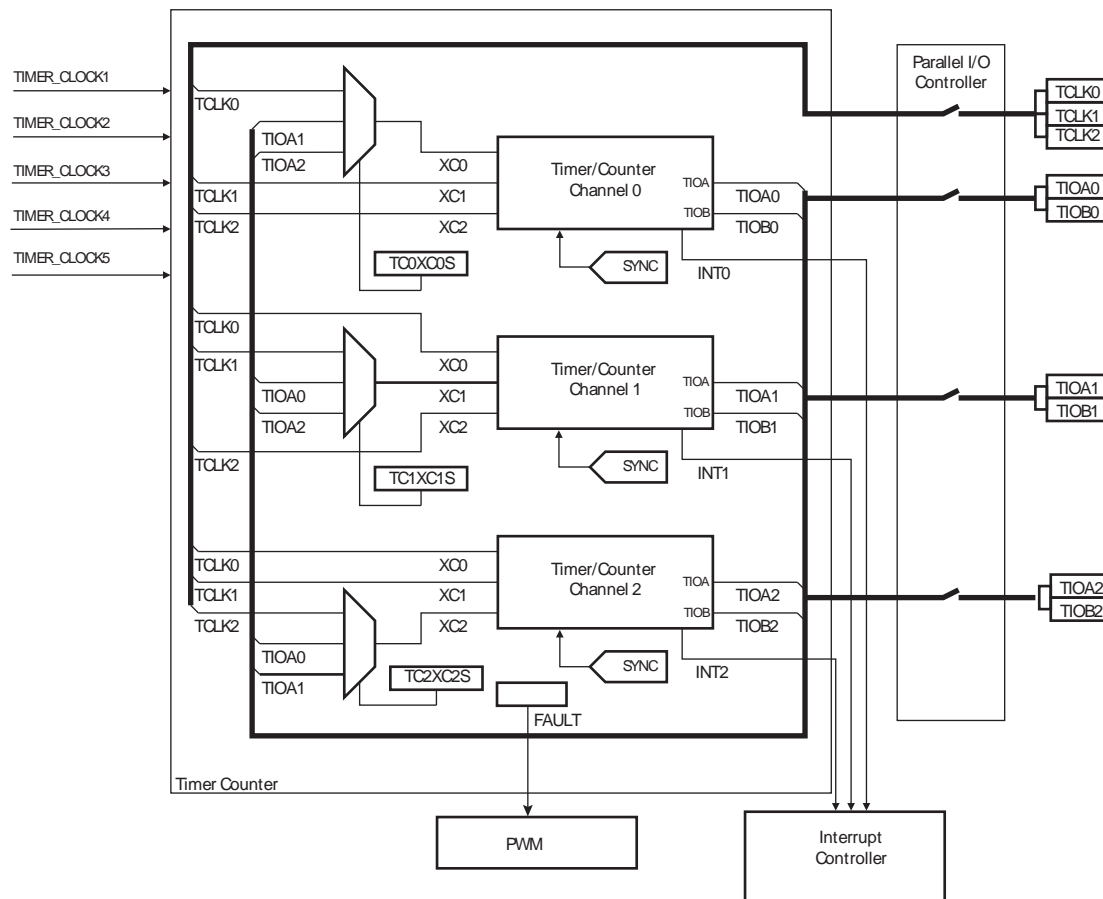 TIMER_CLOCK1
TIMER_CLOCK2
TIMER_CLOCK3
TIMER_CLOCK4
TIMER_CLOCK5
TCLK0
TIOA1
TIOA2
TCLK1
TCLK2
XC0
XC1
XC2
TC0XC0S
Timer/Counter
Channel 0
TIOA
TIOB
TIOA0
TIOB0
SYNC
INT0
TCLK0
TCLK1
TIOA0
TIOA2
TCLK2
XC0
XC1
XC2
TC1XC1S
Timer/Counter
Channel 1
TIOA
TIOB
TIOA1
TIOB1
SYNC
INT1
TCLK0
TCLK1
TCLK2
TIOA0
TIOA1
XC0
XC1
XC2
TC2XC2S
Timer/Counter
Channel 2
TIOA
TIOB
TIOA2
TIOB2
SYNC
INT2
FAULT
Timer Counter
PWM
Interrupt
Controller
Parallel I/O
Controller
TCLK0
TCLK1
TCLK2
TIOA0
TIOB0
TIOA1
TIOB1
TIOA2
TIOB2